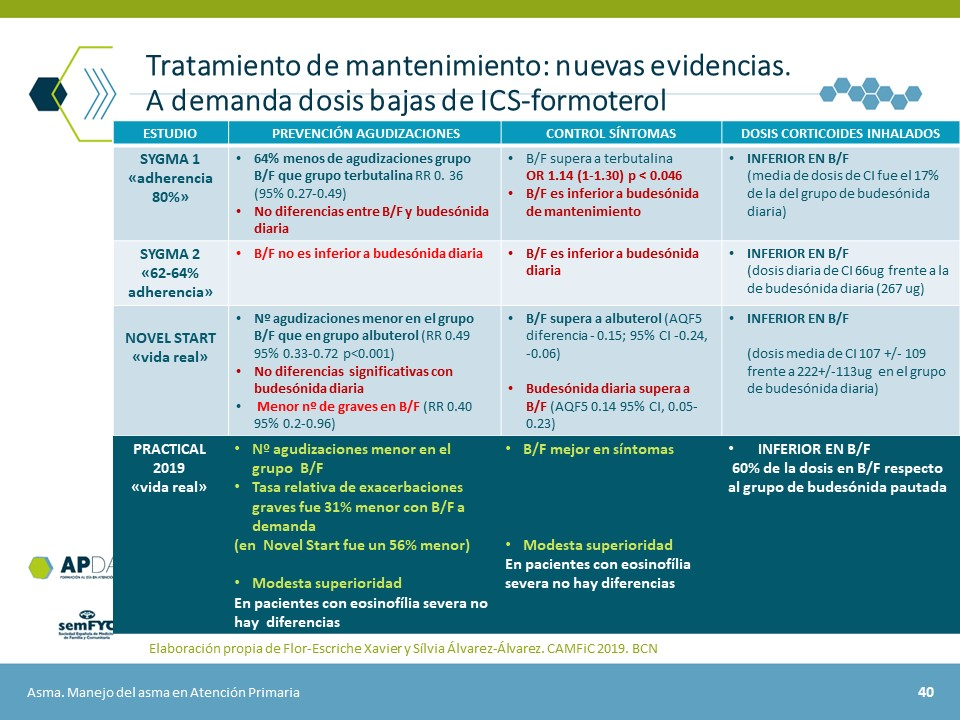 Tratamiento de mantenimiento: nuevas evidencias.
A demanda dosis bajas de ICS-formoterol
ESTUDIO
PREVENCIÓN AGUDIZACIONES
CONTROL SÍNTOMAS
DOSIS CORTICOIDES INHALADOS
SYGMA 1
«adherencia
80%»
• 64% menos de agudizaciones grupo
B/F que grupo terbutalina RR 0. 36
(95% 0.27-0.49)
• No diferencias entre B/F y budesónida
diaria
• B/F supera a terbutalina
OR 1.14 (1-1.30) p < 0.046
• B/F es inferior a budesónida
de mantenimiento
• INFERIOR EN B/F
(media de dosis de CI fue el 17%
de la del grupo de budesónida
diaria)
SYGMA 2
«62-64%
adherencia»
• B/F no es inferior a budesónida diaria
• B/F es inferior a budesónida
diaria
• INFERIOR EN B/F
(dosis diaria de CI 66ug frente a la
de budesónida diaria (267 ug)
NOVEL START
«vida real»
• Nº agudizaciones menor en el grupo
B/F que en grupo albuterol (RR 0.49
95% 0.33-0.72 p<0.001)
• No diferencias significativas con
budesónida diaria
• Menor nº de graves en B/F (RR 0.40
95% 0.2-0.96)
• B/F supera a albuterol (AQF5
diferencia - 0.15; 95% CI -0.24,
-0.06)
• Budesónida diaria supera a
B/F (AQF5 0.14 95% CI, 0.05-
0.23)
• INFERIOR EN B/F
(dosis media de CI 107 +/- 109
frente a 222+/-113ug en el grupo
de budesónida diaria)
PRACTICAL
2019
«vida real»
• Nº agudizaciones menor en el
grupo B/F
• Tasa relativa de exacerbaciones
graves fue 31% menor con B/F a
demanda
(en Novel Start fue un 56% menor)
• Modesta superioridad
En pacientes con eosinofília severa no
hay diferencias
• B/F mejor en síntomas
• Modesta superioridad
En pacientes con eosinofília
severa no hay diferencias
• INFERIOR EN B/F
60% de la dosis en B/F respecto
al grupo de budesónida pautada
APDA
semFYC
Sociedad Española de Medicina
de Familia y Comunitaria
Elaboración propia de Flor-Escriche Xavier y Sílvia Álvarez-Álvarez. CAMFiC 2019. BCN
Asma. Manejo del asma en Atención Primaria
40